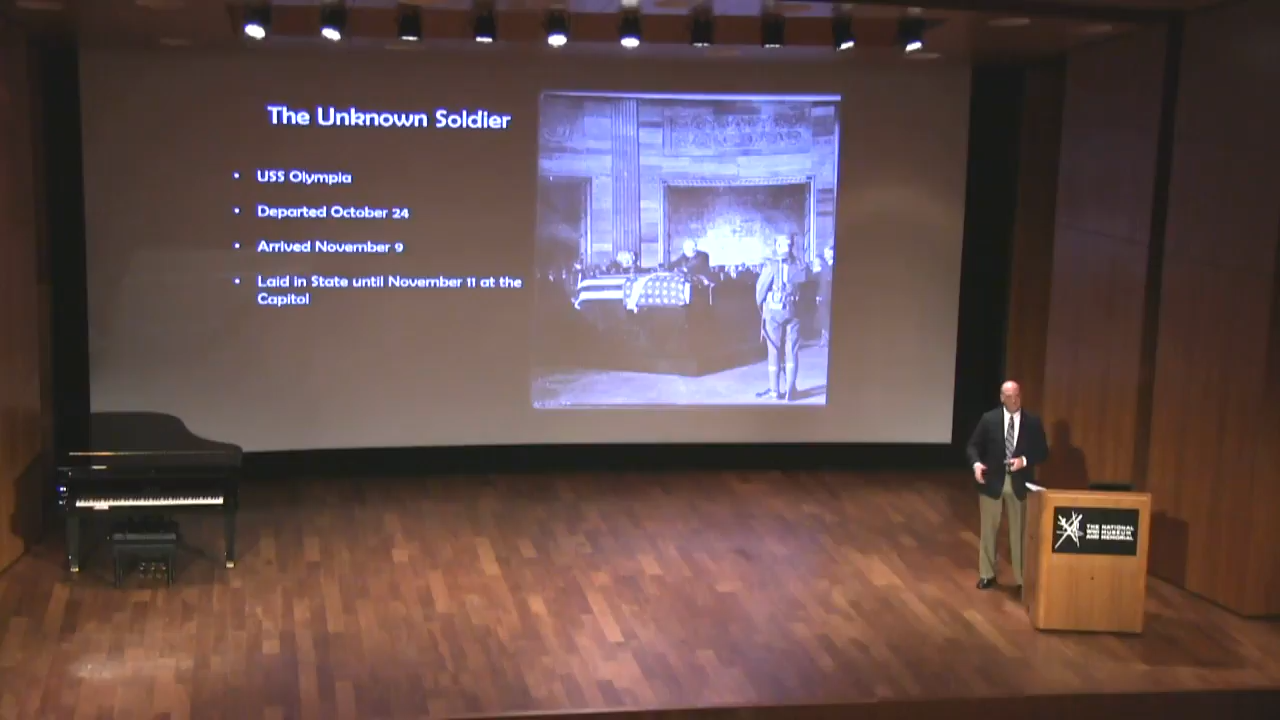 The Unknown Soldier
• USS Olympia
• Departed October 24
• Arrived November 9
• Laid in State until November 11 at the
Capitol
THE NATIONAL
WWI MUSEUM
AND MEMORIAL